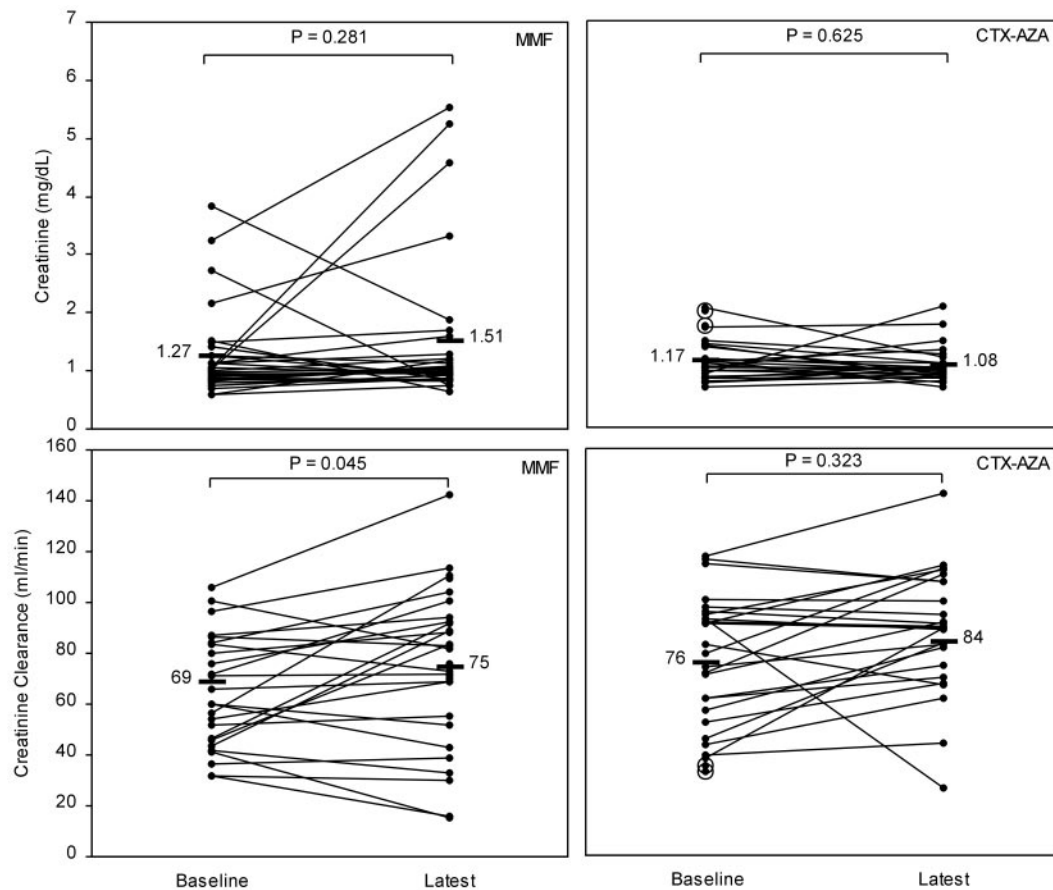 P = 0.281
MMF
P = 0.625
CTX-AZA
7
6
5
4
3
2
1
0
Creatinine (mg/dL)
1.27
1.51
1.17
1.08
P = 0.045
MMF
P = 0.323
CTX-AZA
160
140
120
100
80
60
40
20
0
Creatinine Clearance (ml/min)
69
75
76
84
Baseline
Latest
Baseline
Latest